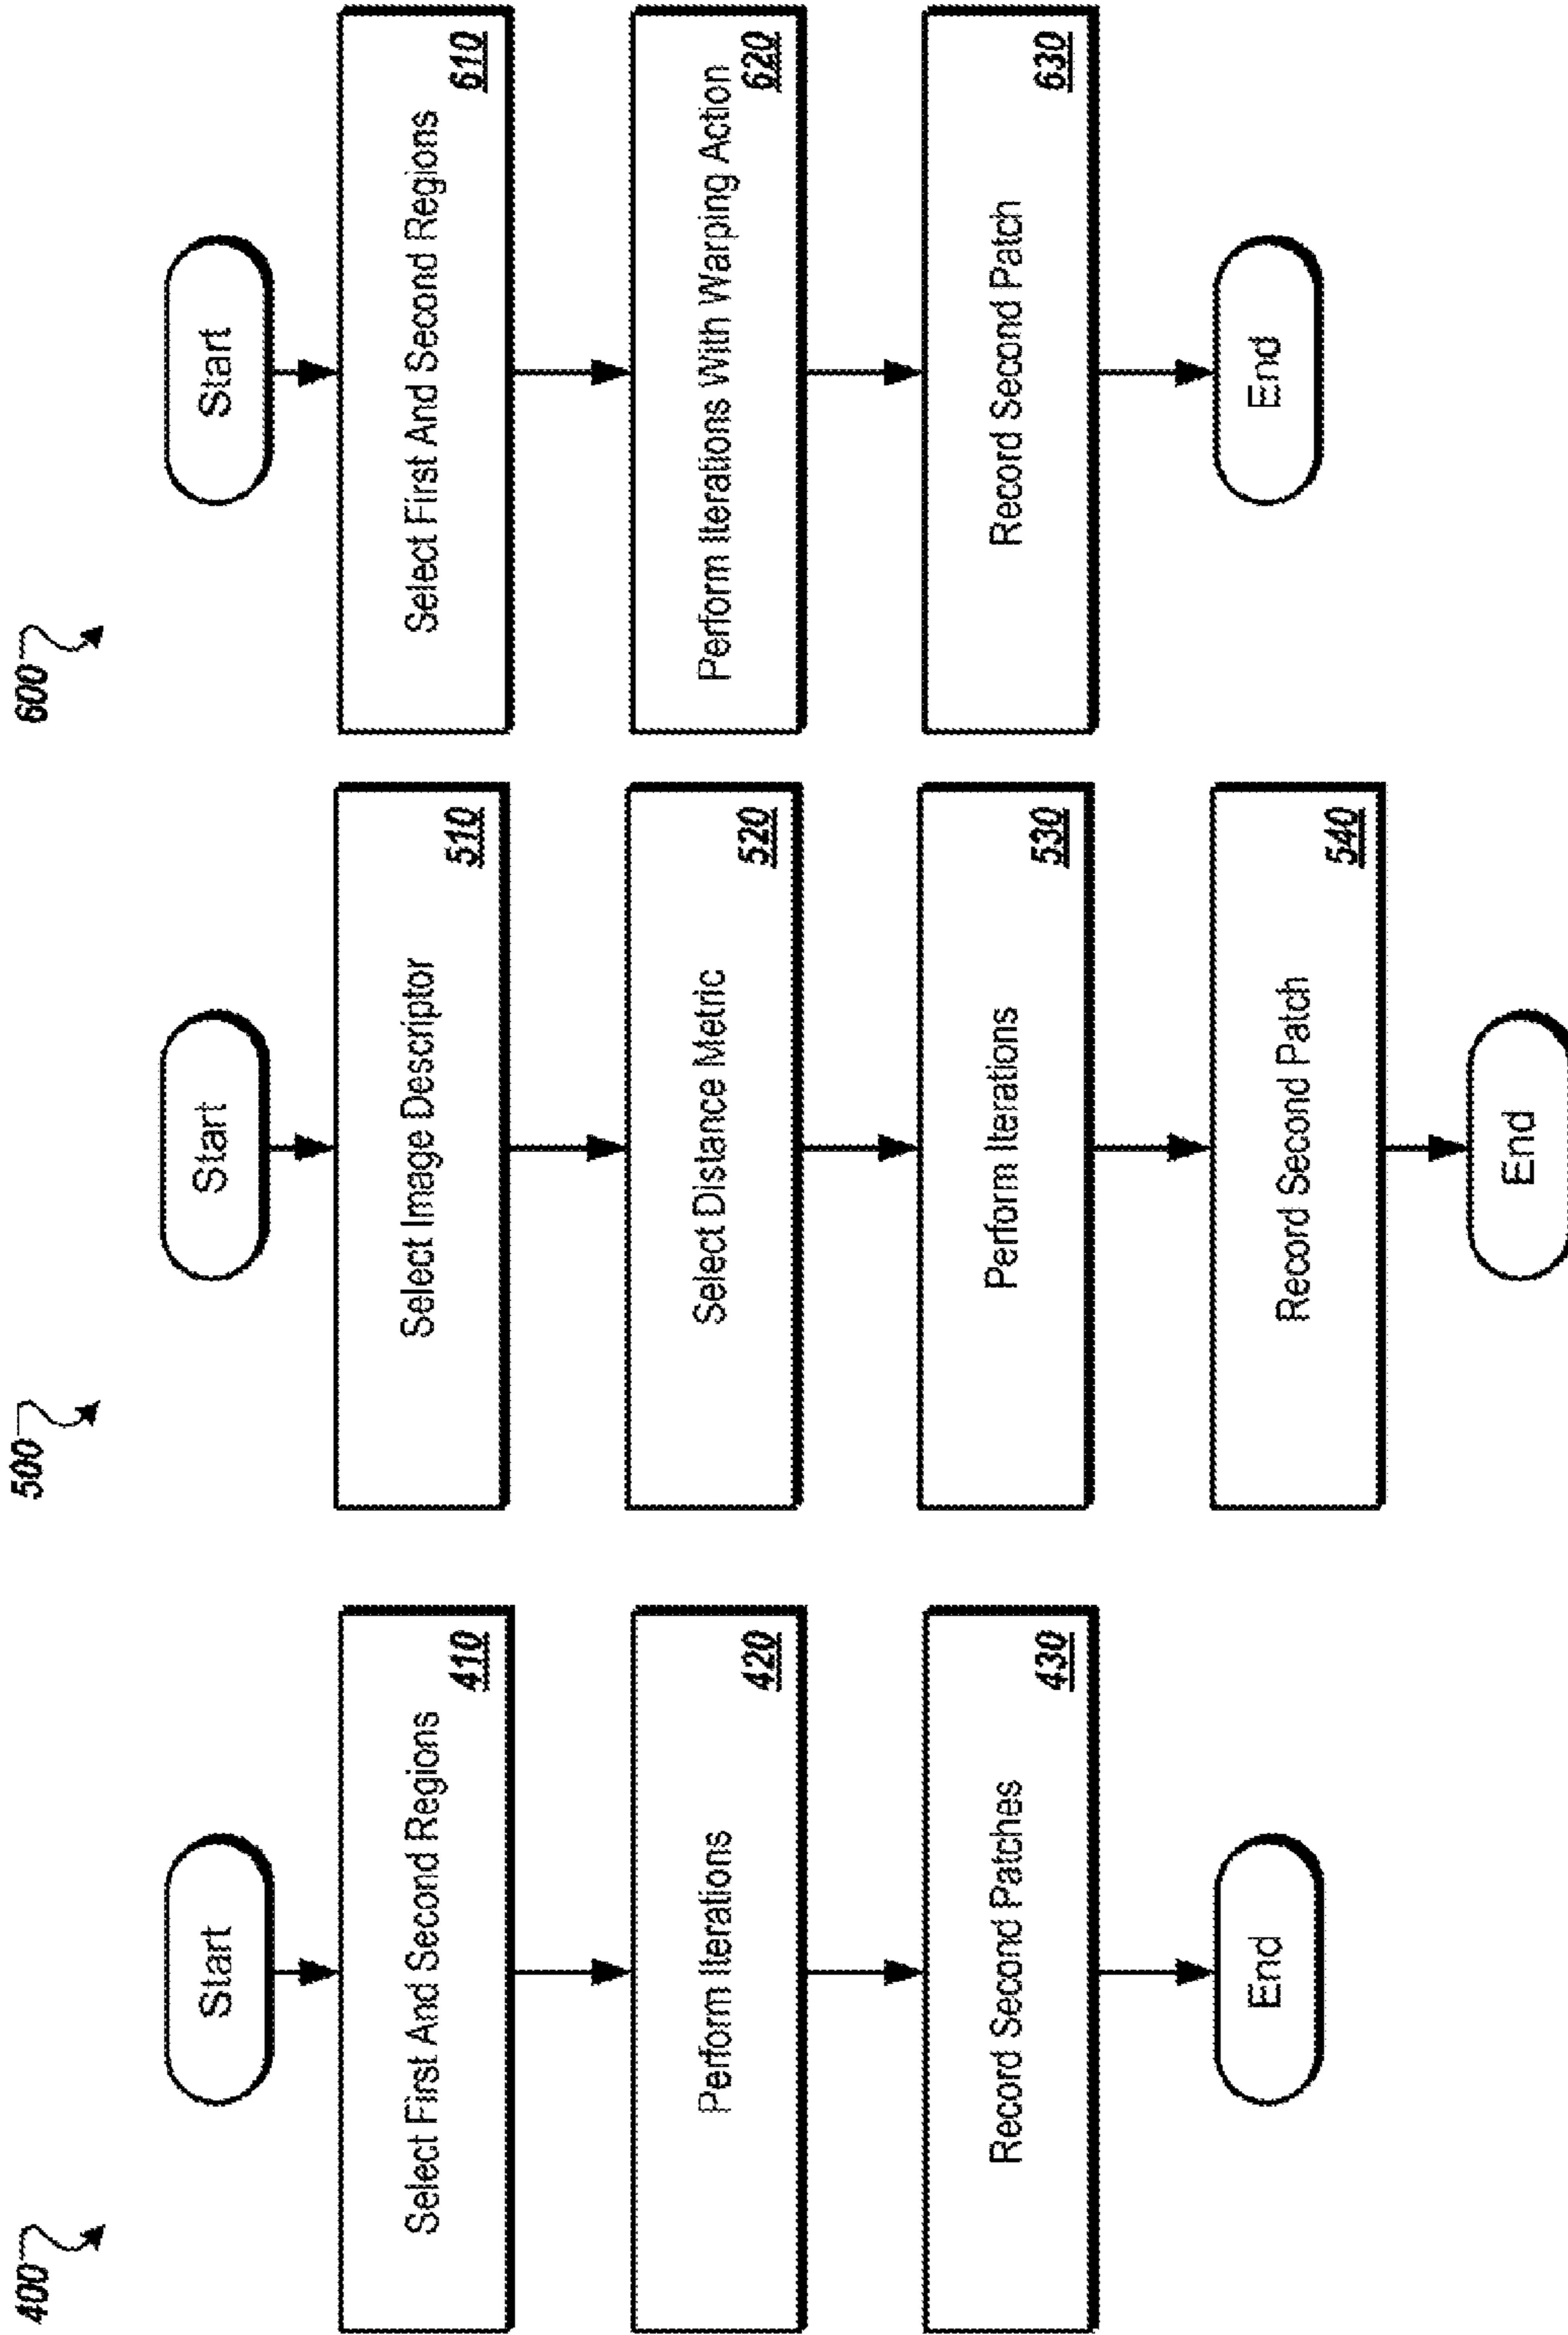 400
Start
Select First And Second Regions
410
Perform Iterations
420
Record Second Patches
430
End
500
Start
Select Image Descriptor
510
Select Distance Metric
520
Perform Iterations
530
Record Second Patch
540
End
600
Start
Select First And Second Regions
610
Perform Iterations With Warping Action
620
Record Second Patch
630
End